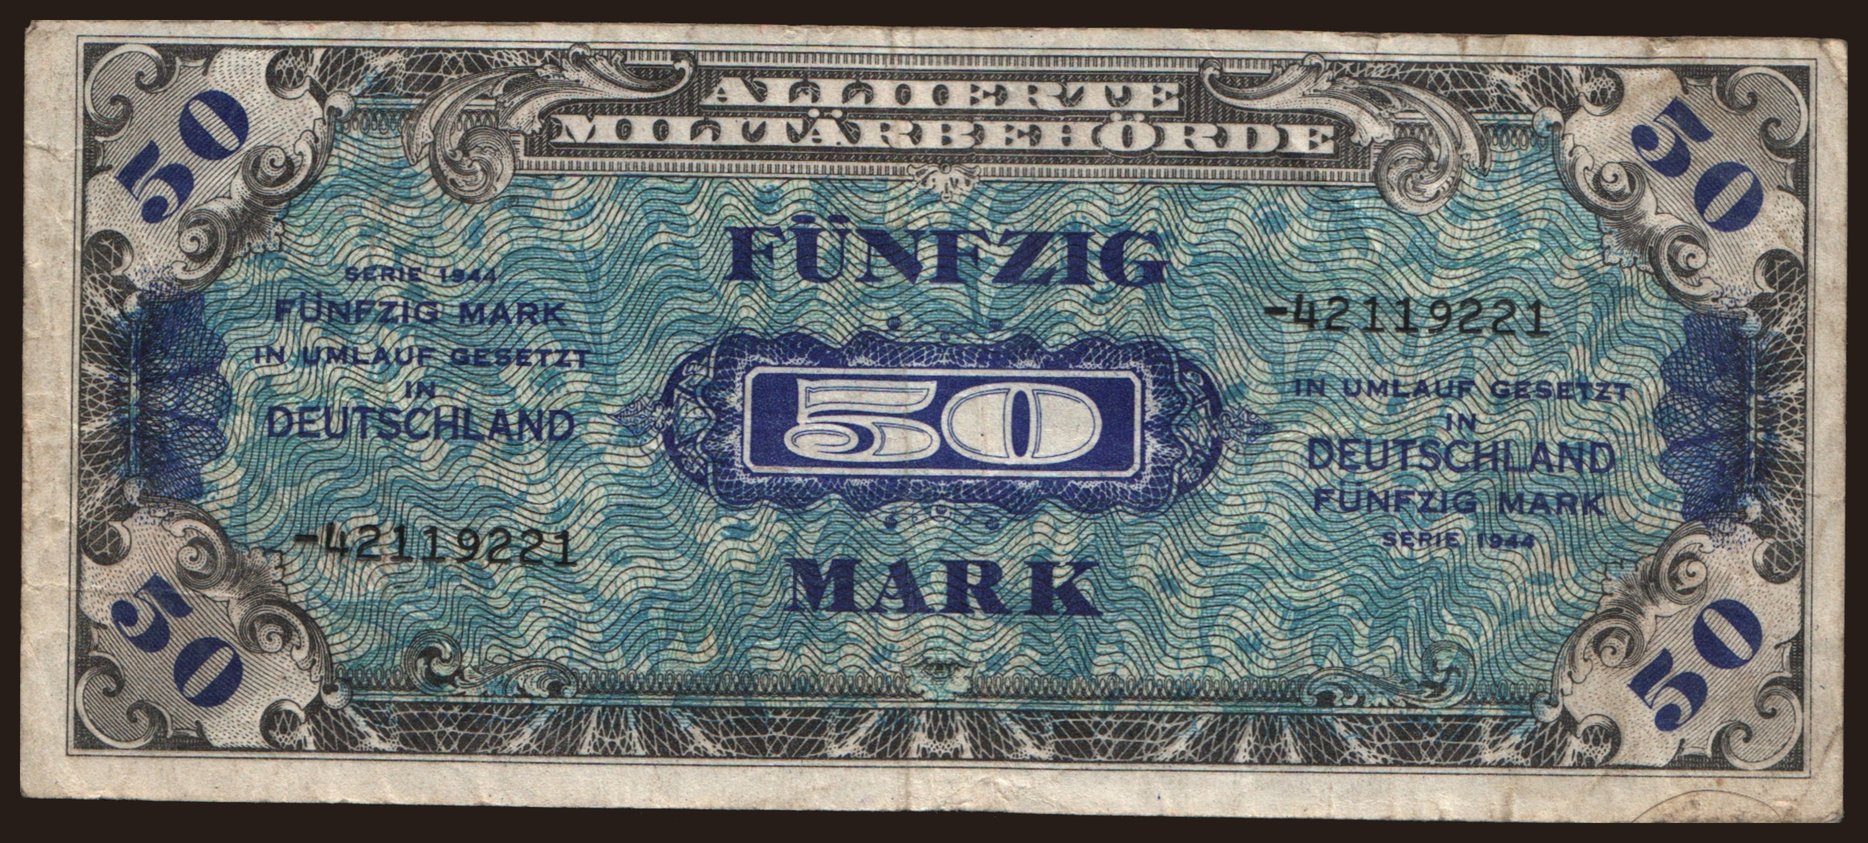 50
ALLIIERTE
MILITÄRBEHÖRDE
50
FÜNFZIG
SERIE 1944
FÜNFZIG MARK
IN UMLAUF GESETZT
IN
DEUTSCHLAND
-42119221
50
-42119221
IN UMLAUF GESETZT
IN
DEUTSCHLAND
FÜNFZIG MARK
SERIE 1944
MARK
50
50